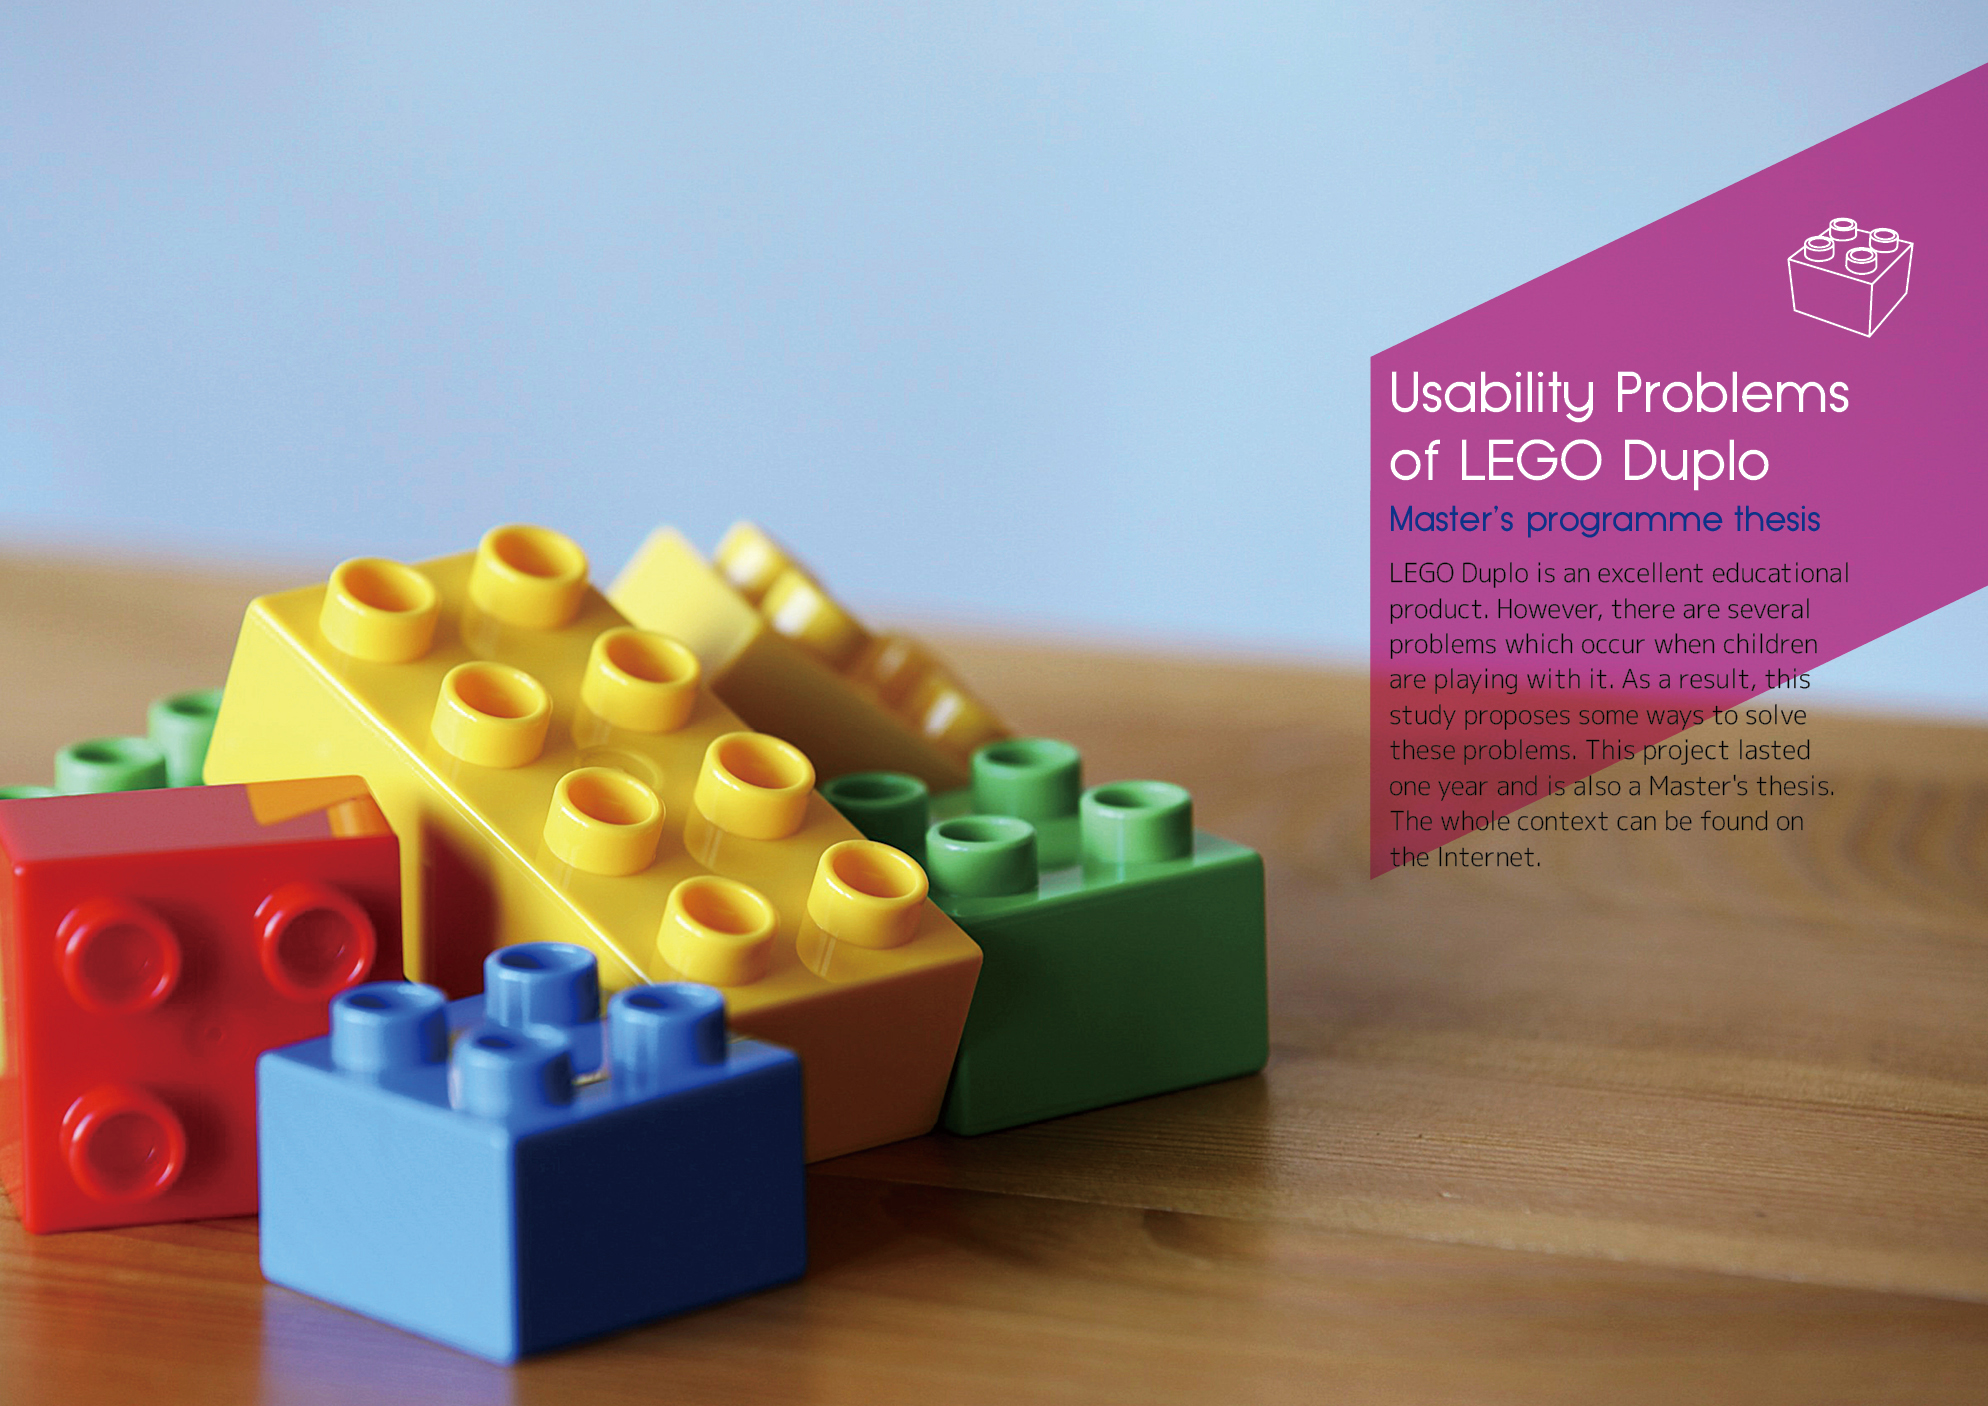 Usability Problems
of LEGO Duplo
Master's programme thesis
LEGO Duplo is an excellent educational
product. However, there are several
problems which occur when children
are playing with it. As a result, this
study proposes some ways to solve
these problems. This project lasted
one year and is also a Master's thesis.
The whole context can be found on
the Internet.